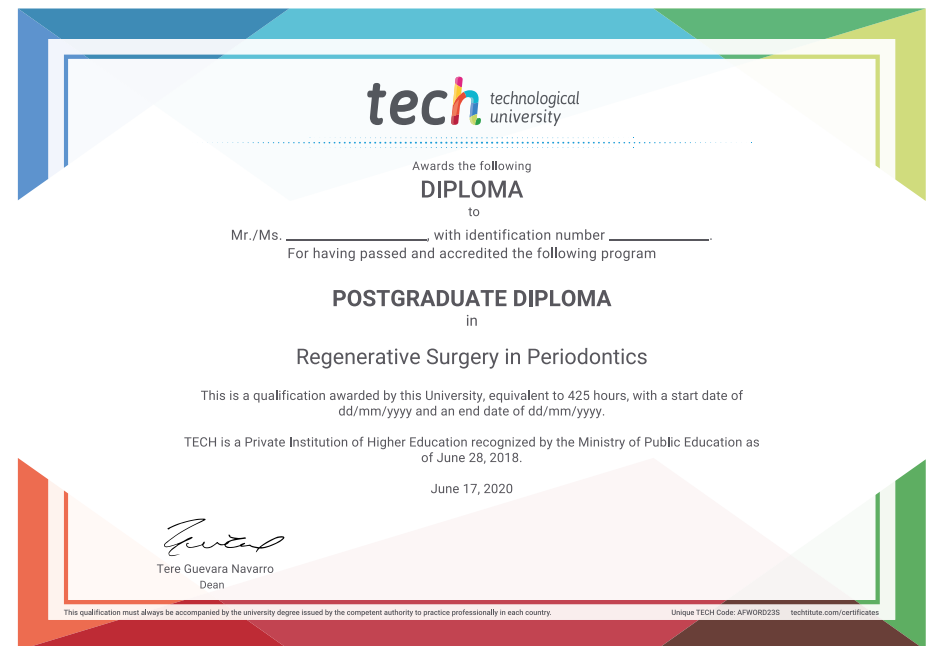 tech technological
university
Awards the following
DIPLOMA
to
Mr./Ms. ________________, with identification number ____________.
For having passed and accredited the following program
POSTGRADUATE DIPLOMA
in
Regenerative Surgery in Periodontics
This is a qualification awarded by this University, equivalent to 425 hours, with a start date of
dd/mm/yyyy and an end date of dd/mm/yyyy.
TECH is a Private Institution of Higher Education recognized by the Ministry of Public Education as
of June 28, 2018.
June 17, 2020
Tere Guevara Navarro
Dean
This qualification must always be accompanied by the university degree issued by the competent authority to practice professionally in each country. Unique TECH Code: AFWORD23S techtitute.com/certificates